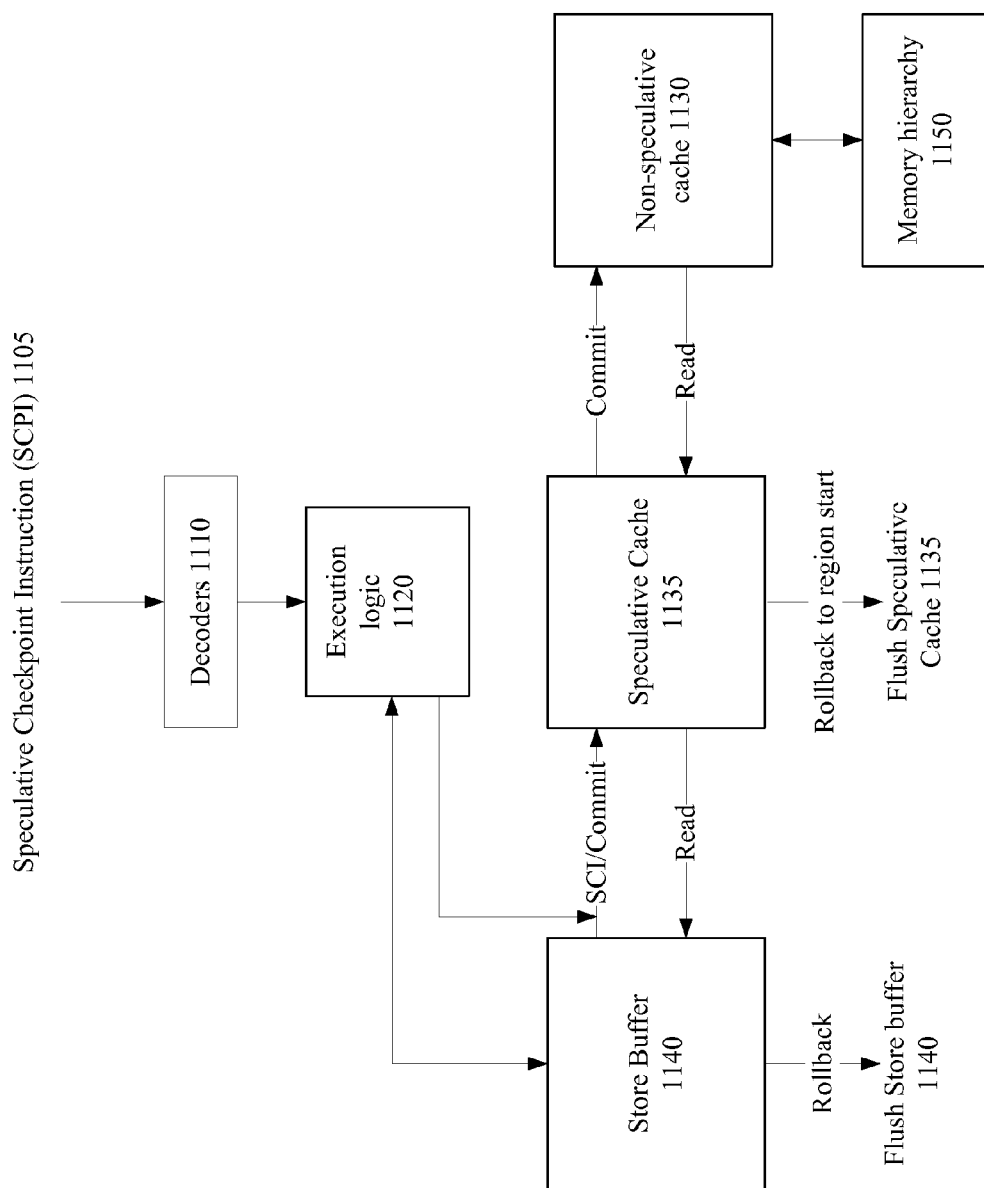 Speculative Checkpoint Instruction (SCPI) 1105
Decoders 1110
Execution
logic
1120
Store Buffer
1140
SCI/Commit
Read
Speculative Cache
1135
Commit
Read
Non-speculative
cache 1130
Memory hierarchy
1150
Rollback
Flush Store buffer
1140
Rollback to region start
Flush Speculative
Cache 1135